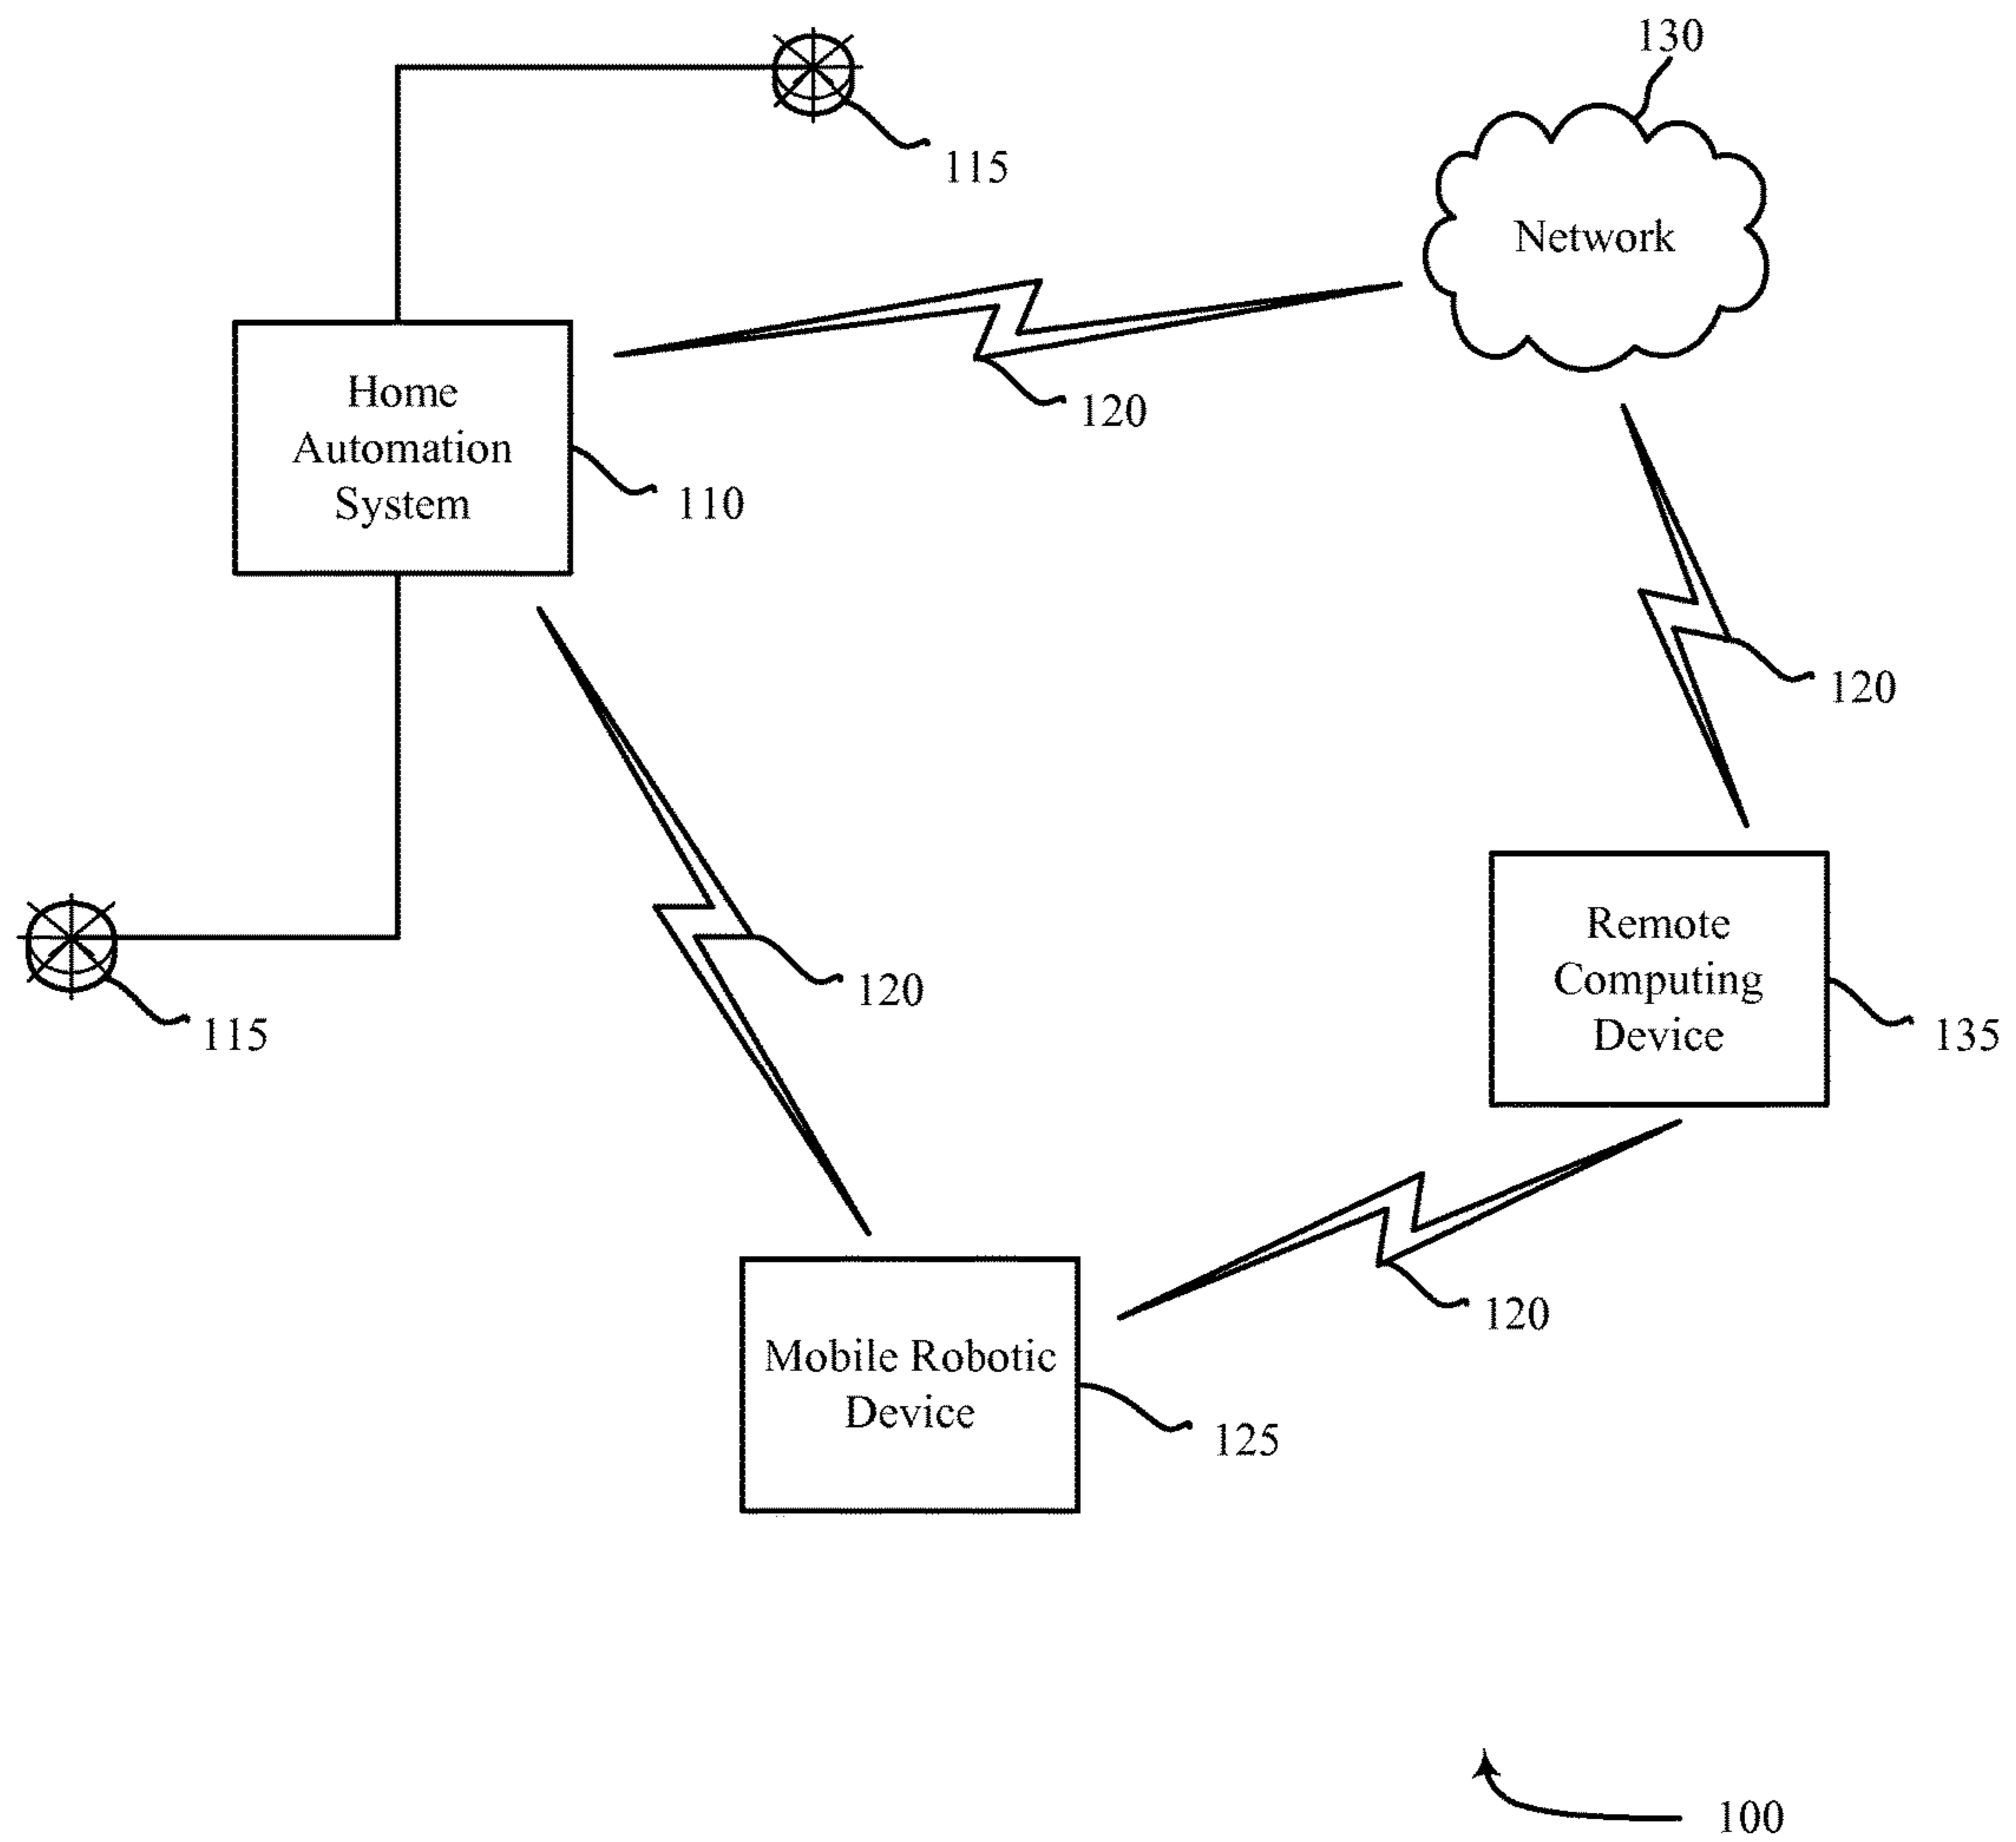 130
115
Network
Home
Automation
System
120
110
120
Remote
Computing
Device
120
115
135
120
Mobile Robotic
Device
125
100